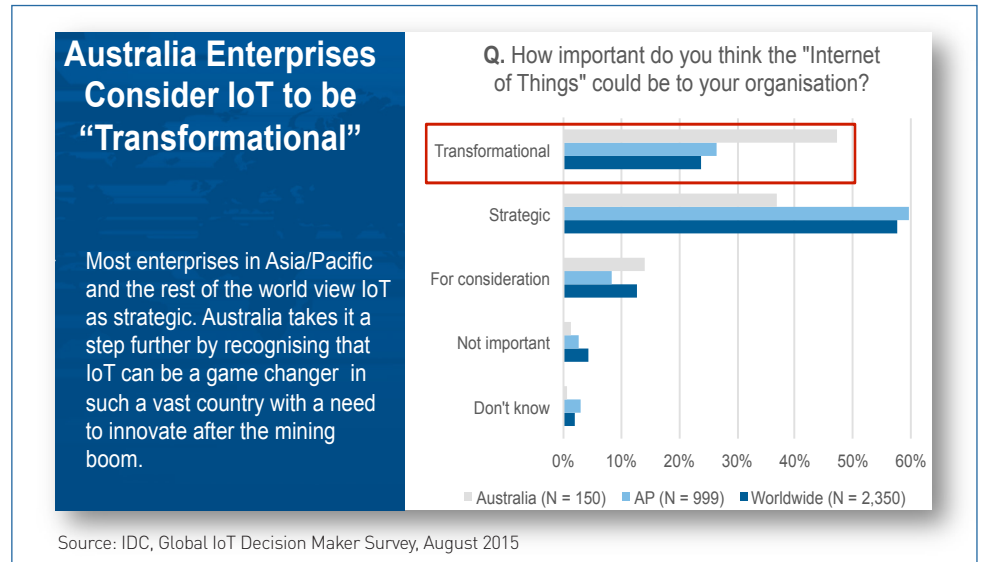 Australia Enterprises
Consider IoT to be
“Transformational”
Most enterprises in Asia/Pacific
and the rest of the world view IoT
as strategic. Australia takes it a
step further by recognising that
IoT can be a game changer in
such a vast country with a need
to innovate after the mining
boom.
Q. How important do you think the "Internet
of Things" could be to your organisation?
Transformational
Strategic
For consideration
Not important
Don't know
0% 10% 20% 30% 40% 50% 60%
Australia (N = 150) AP (N = 999) Worldwide (N = 2,350)
Source: IDC, Global IoT Decision Maker Survey, August 2015